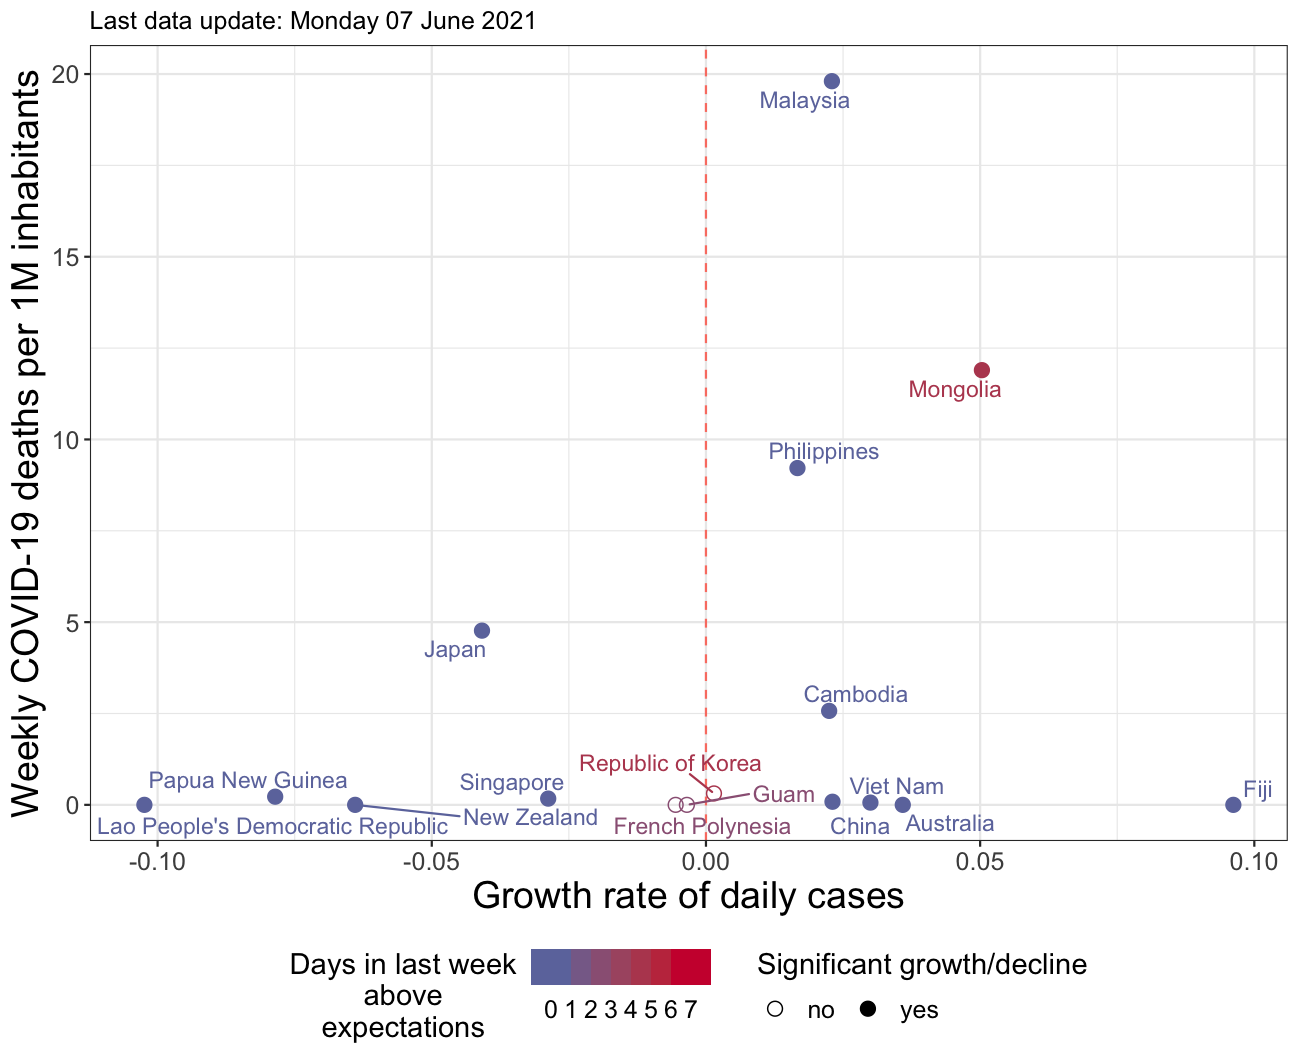 Last data update: Monday 07 June 2021
Weekly COVID-19 deaths per 1M inhabitants
20
15
10
5
0
Malaysia
Mongolia
Philippines
Japan
Cambodia
Republic of Korea
Papua New Guinea
Singapore
Guam
Viet Nam
Fiji
Lao People's Democratic Republic
New Zealand
French Polynesia
China
Australia
-0.10
-0.05
0.00
0.05
0.10
Growth rate of daily cases
Days in last week
above
expectations
0 1 2 3 4 5 6 7
Significant growth/decline
no
yes